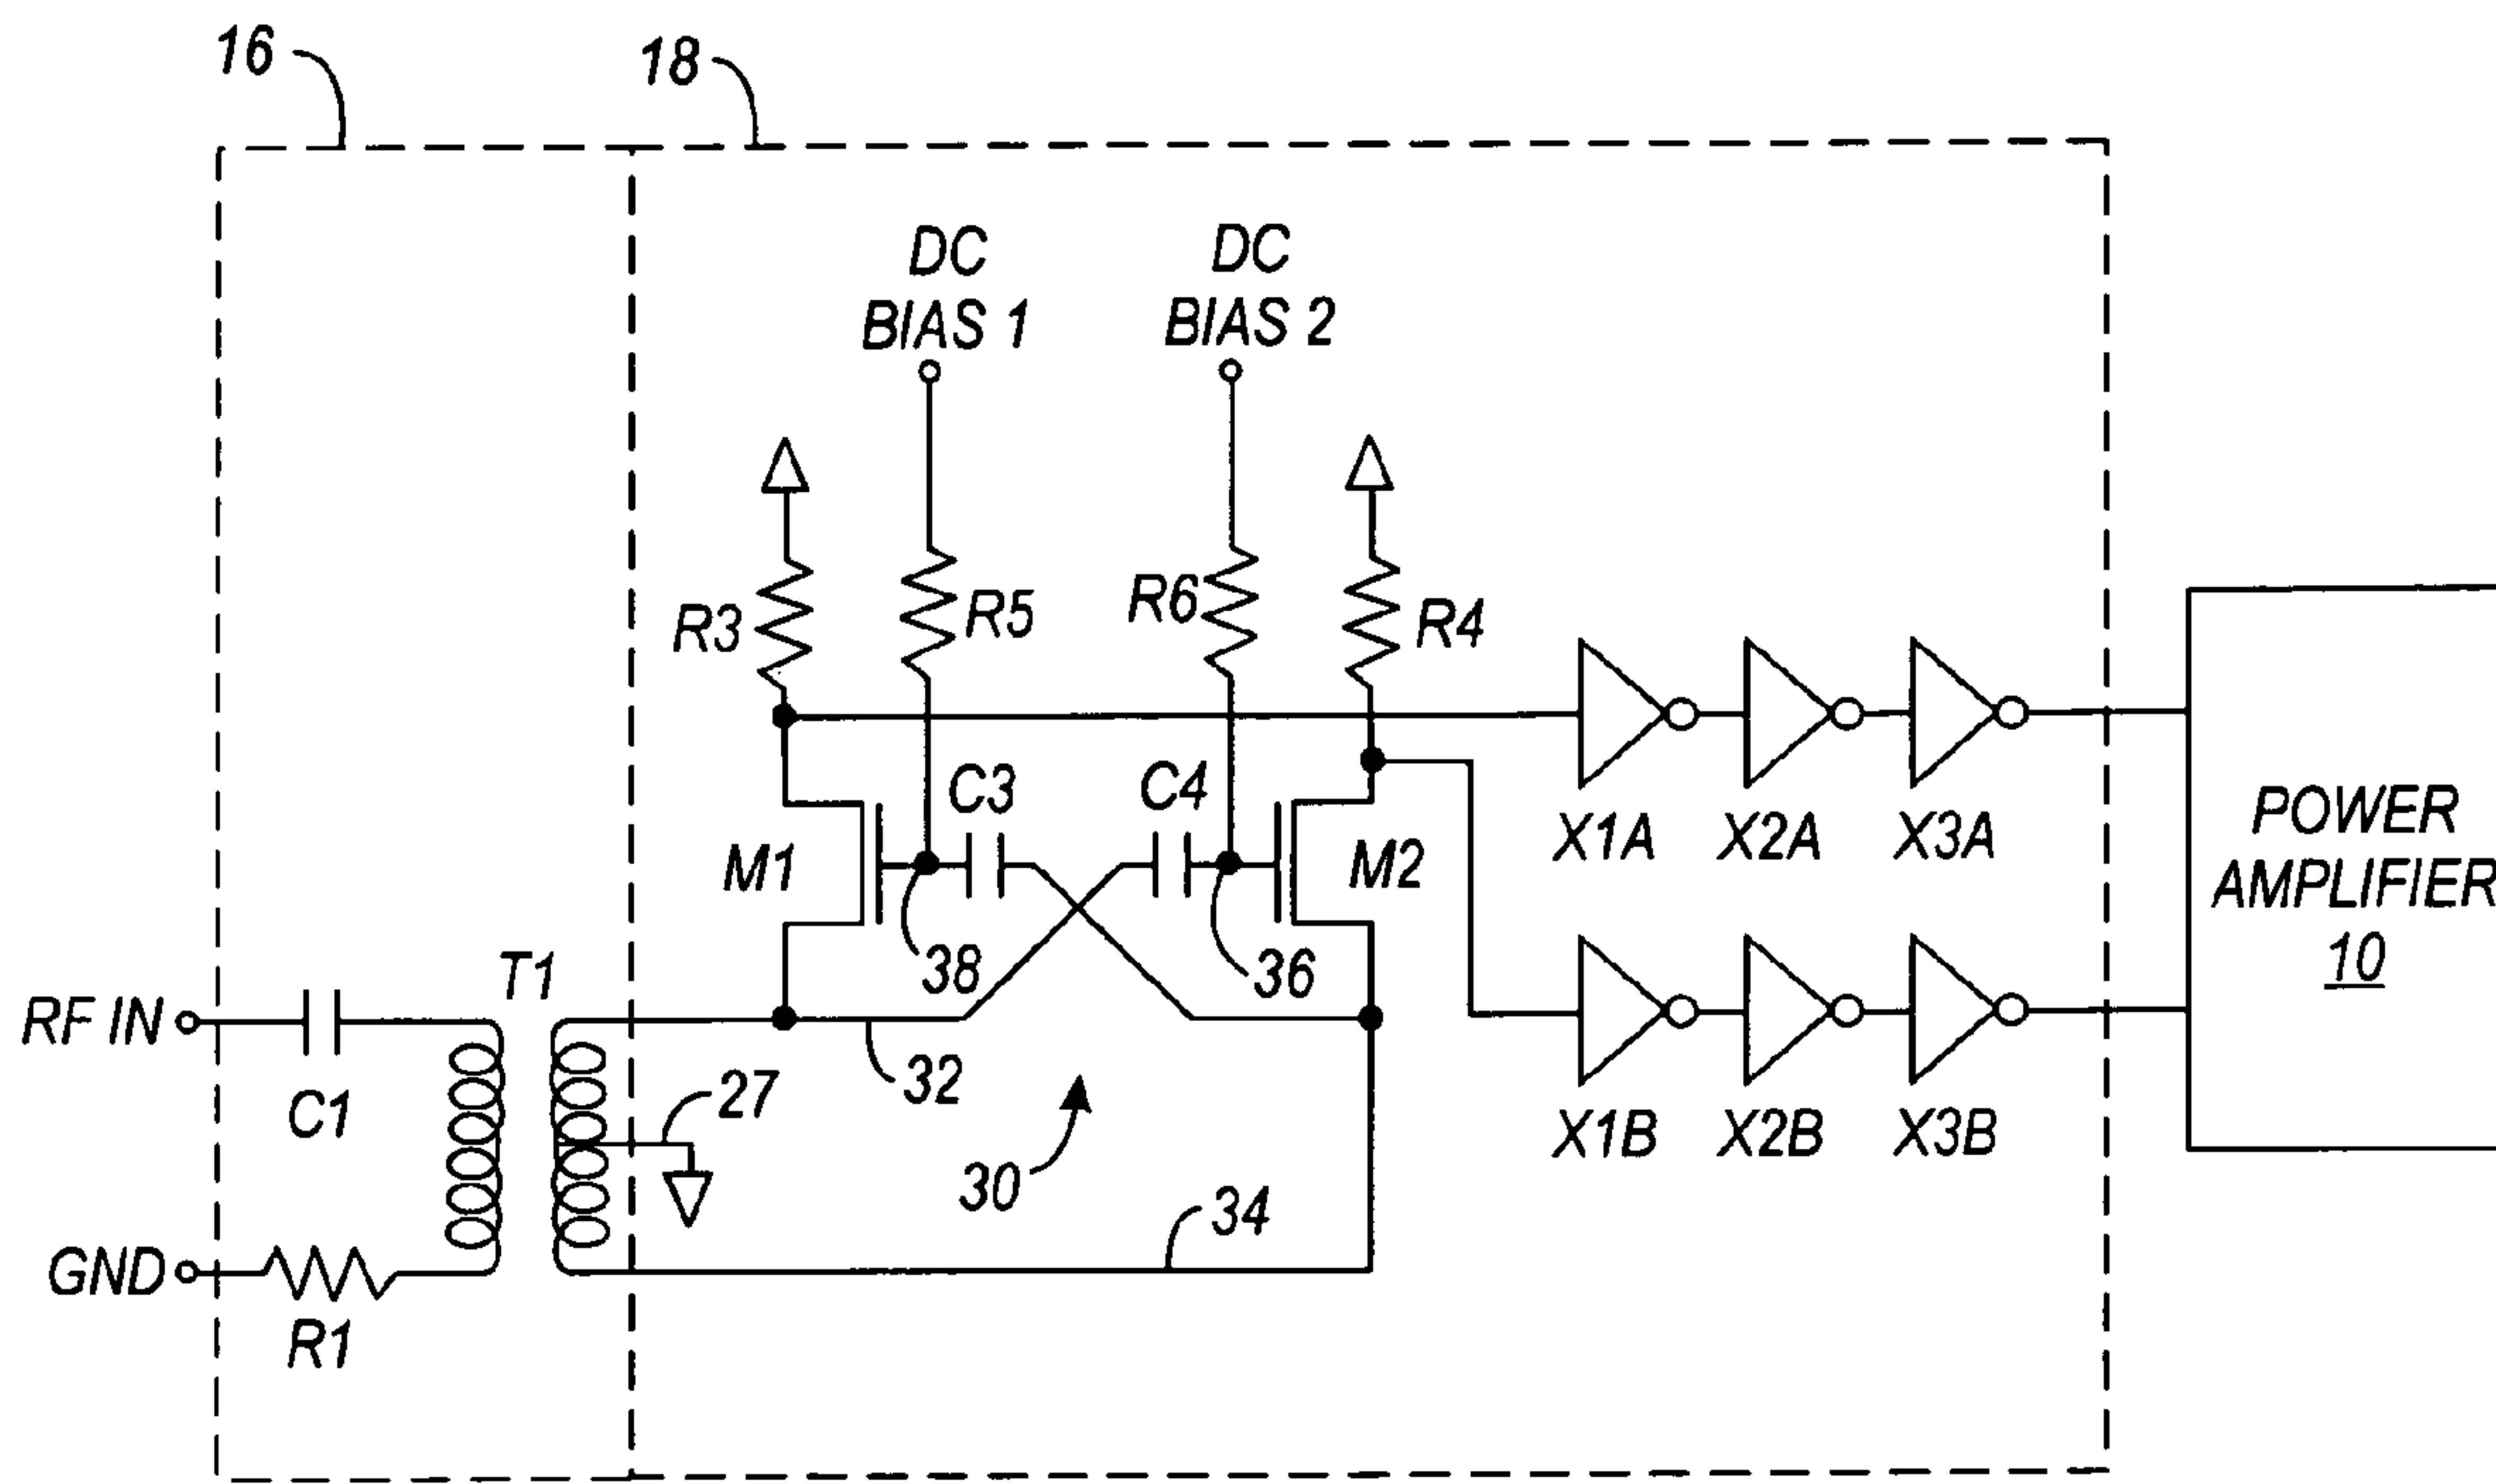 16
18
DC
BIAS 1
DC
BIAS 2
R3
R5
R6
R4
C3
C4
M1
M2
X1A
X2A
X3A
POWER
AMPLIFIER
10
38
36
T1
RF IN
C1
32
27
30
34
X1B
X2B
X3B
GND
R1